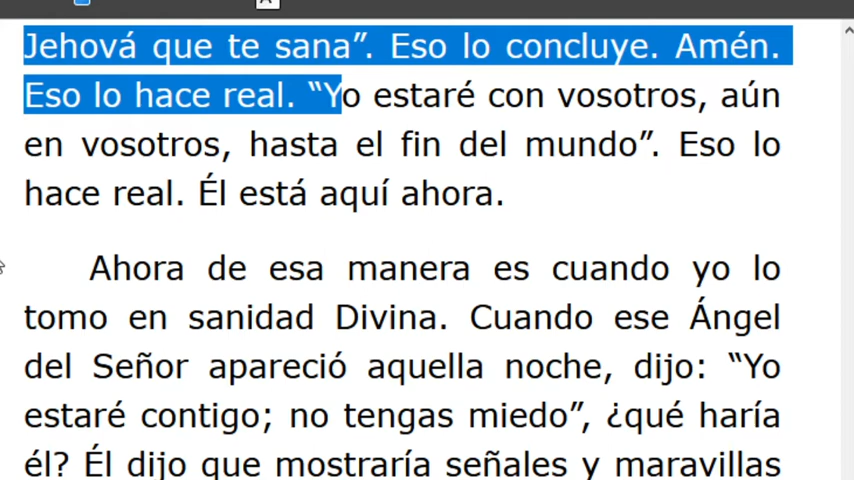 Jehová que te sana”. Eso lo concluye. Amén.
Eso lo hace real. “Yo estaré con vosotros, aún
en vosotros, hasta el fin del mundo”. Eso lo
hace real. Él está aquí ahora.
Ahora de esa manera es cuando yo lo
tomo en sanidad Divina. Cuando ese Ángel
del Señor apareció aquella noche, dijo: “Yo
estaré contigo; no tengas miedo”, ¿qué haría
él? Él dijo que mostraría señales y maravillas